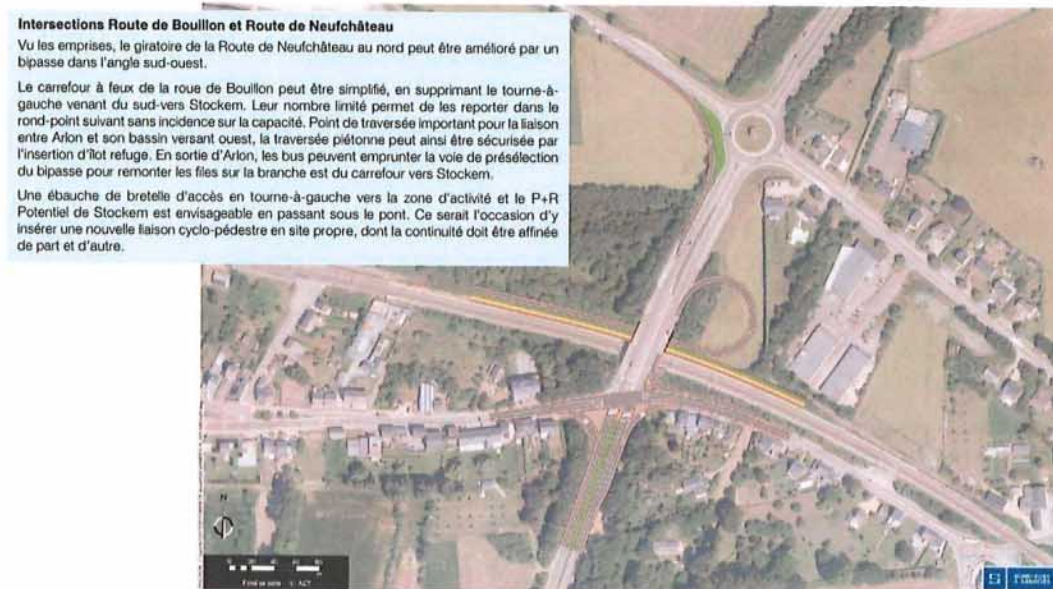 Intersections Route de Bouillon et Route de Neufchâteau
Vu les emprises, le giratoire de la Route de Neufchâteau au nord peut être amélioré par un
bipasse dans l'angle sud-ouest.
Le carrefour à feux de la roue de Bouillon peut être simplifié, en supprimant le tourne-à-
gauche venant du sud-vers Stockem. Leur nombre limité permet de les reporter dans le
rond-point suivant sans incidence sur la capacité. Point de traversée important pour la liaison
entre Arlon et son bassin versant ouest, la traversée piétonne peut ainsi être sécurisée par
l'insertion d'îlot refuge. En sortie d'Arlon, les bus peuvent emprunter la voie de présélection
du bipasse pour remonter les files sur la branche est du carrefour vers Stockem.
Une ébauche de bretelle d'accès en tourne-à-gauche vers la zone d'activité et le P+R
Potentiel de Stockem est envisageable en passant sous le pont. Ce serait l'occasion d'y
insérer une nouvelle liaison cyclo-pédestre en site propre, dont la continuité doit être affinée
de part et d'autre.
N